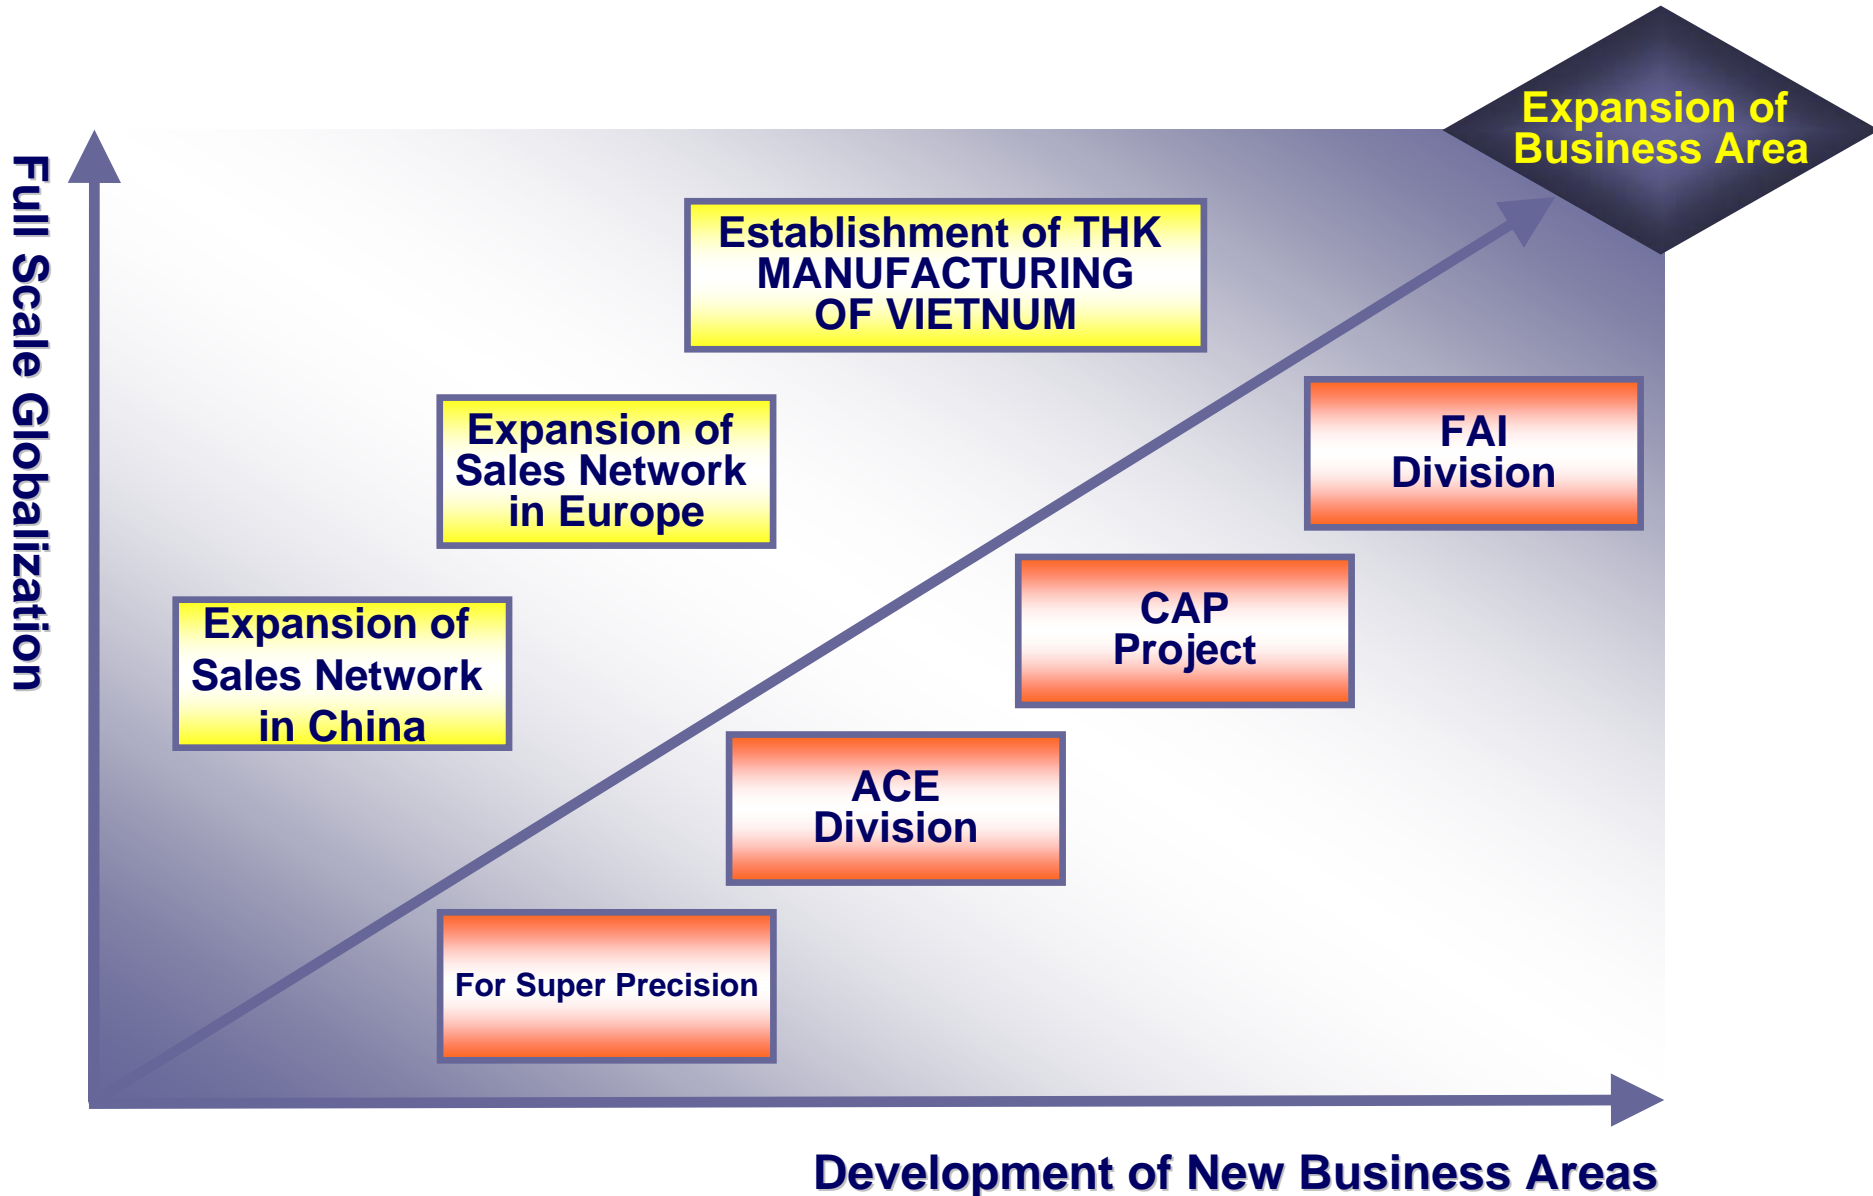 Expansion of
Business Area
Full Scale Globalization
Establishment of THK
MANUFACTURING
OF VIETNUM
Expansion of
Sales Network
in Europe
FAI
Division
Expansion of
Sales Network
in China
CAP
Project
ACE
Division
For Super Precision
Development of New Business Areas